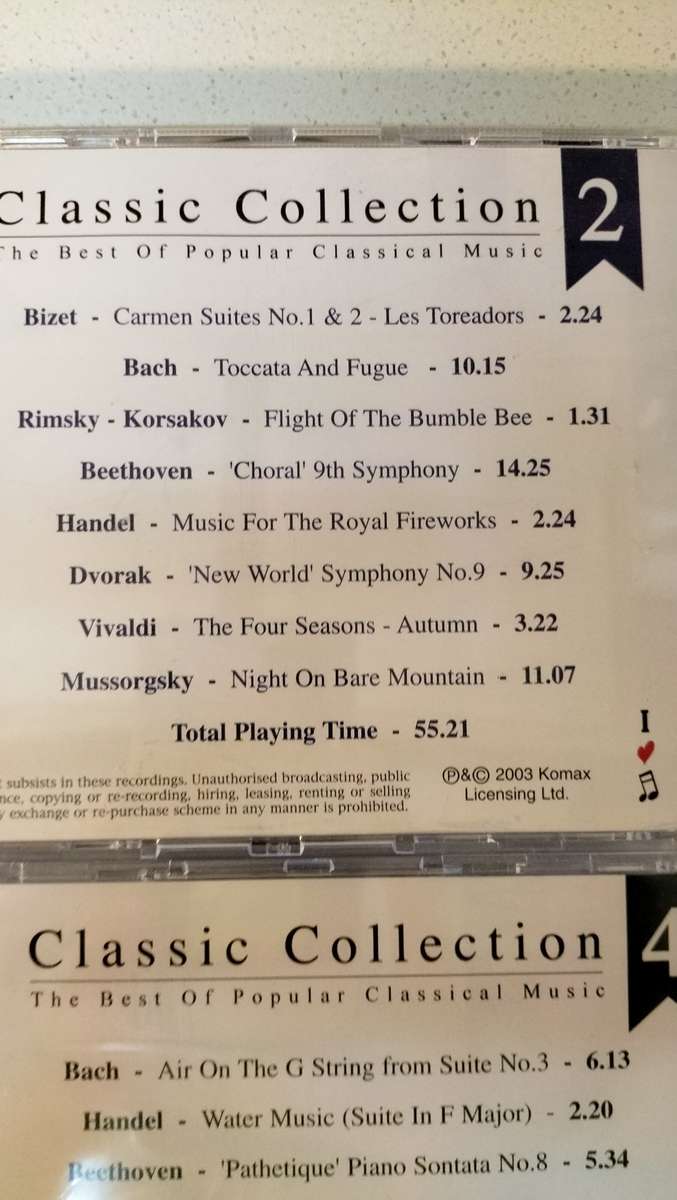 Classic Collection
2
The Best Of Popular Classical Music
Bizet - Carmen Suites No.1 & 2 - Les Toreadors - 2.24
Bach - Toccata And Fugue - 10.15
Rimsky - Korsakov - Flight Of The Bumble Bee - 1.31
Beethoven - 'Choral' 9th Symphony - 14.25
Handel - Music For The Royal Fireworks - 2.24
Dvorak - 'New World' Symphony No.9 - 9.25
Vivaldi - The Four Seasons - Autumn - 3.22
Mussorgsky - Night On Bare Mountain - 11.07
Total Playing Time - 55.21
I
subsists in these recordings. Unauthorised broadcasting, public
copying or re-recording, hiring, leasing, renting or selling
exchange or re-purchase scheme in any manner is prohibited.
℗&© 2003 Komax
Licensing Ltd.
Classic Collection
4
The Best Of Popular Classical Music
Bach - Air On The G String from Suite No.3 - 6.13
Handel - Water Music (Suite In F Major) - 2.20
Beethoven - 'Pathetique' Piano Sontata No.8 - 5.34